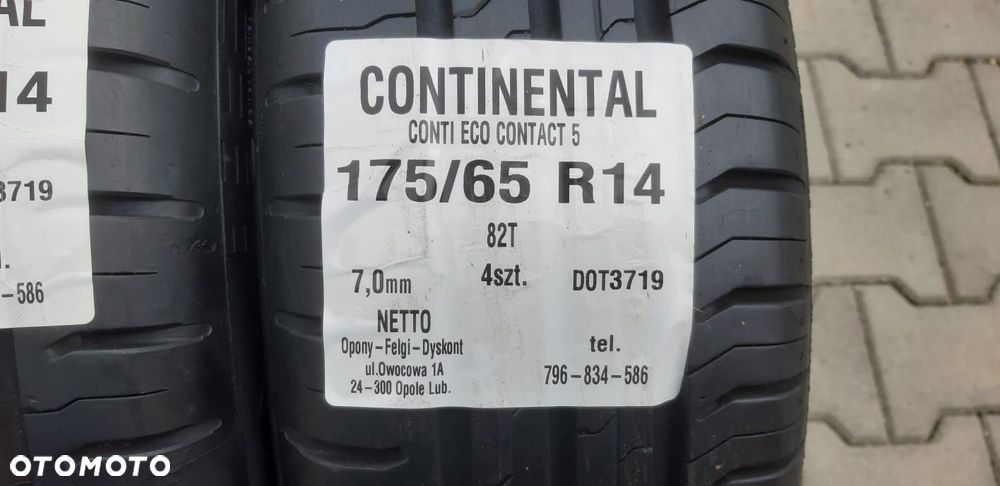 AL
14
3719
l.
-586
CONTINENTAL
CONTI ECO CONTACT 5
175/65 R14
82T
7,0mm 4szt. DOT3719
NETTO
Opony-Felgi-Dyskont
ul.Owocowa 1A
24-300 Opole Lub.
tel.
796-834-586
OTOMOTO